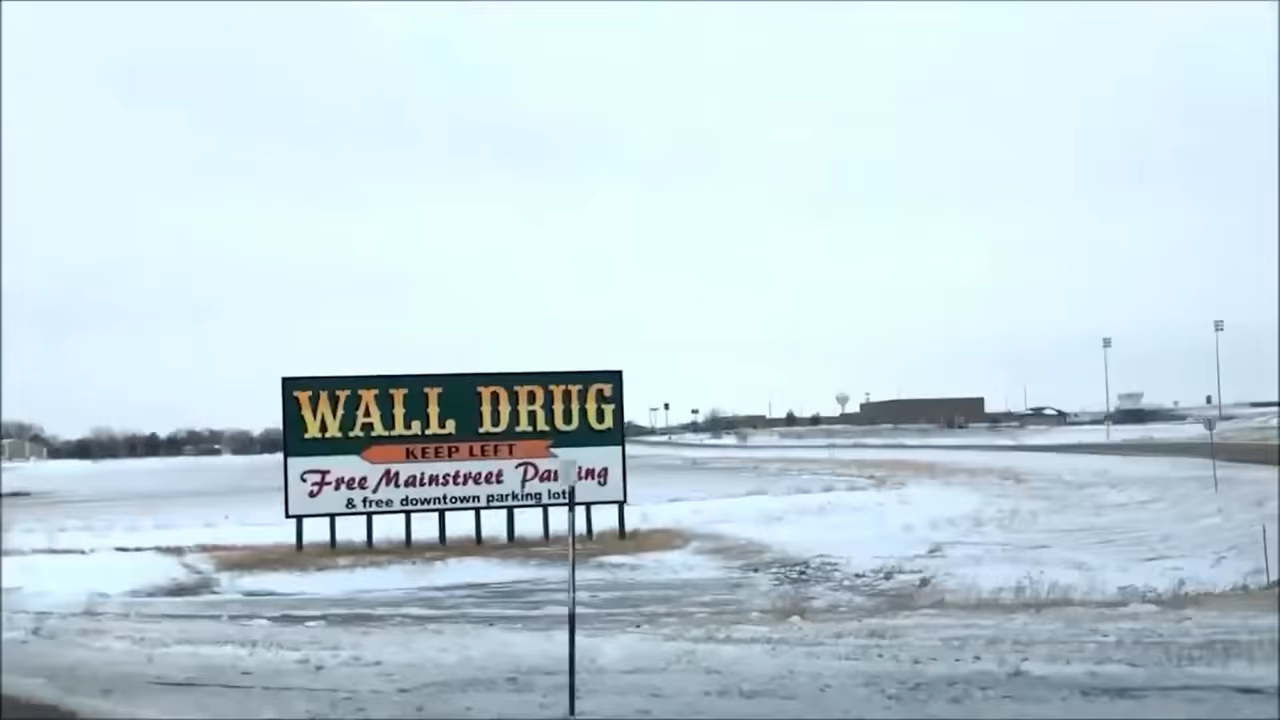 WALL DRUG
KEEP LEFT
Free Mainstreet Parking
& free downtown parking lot